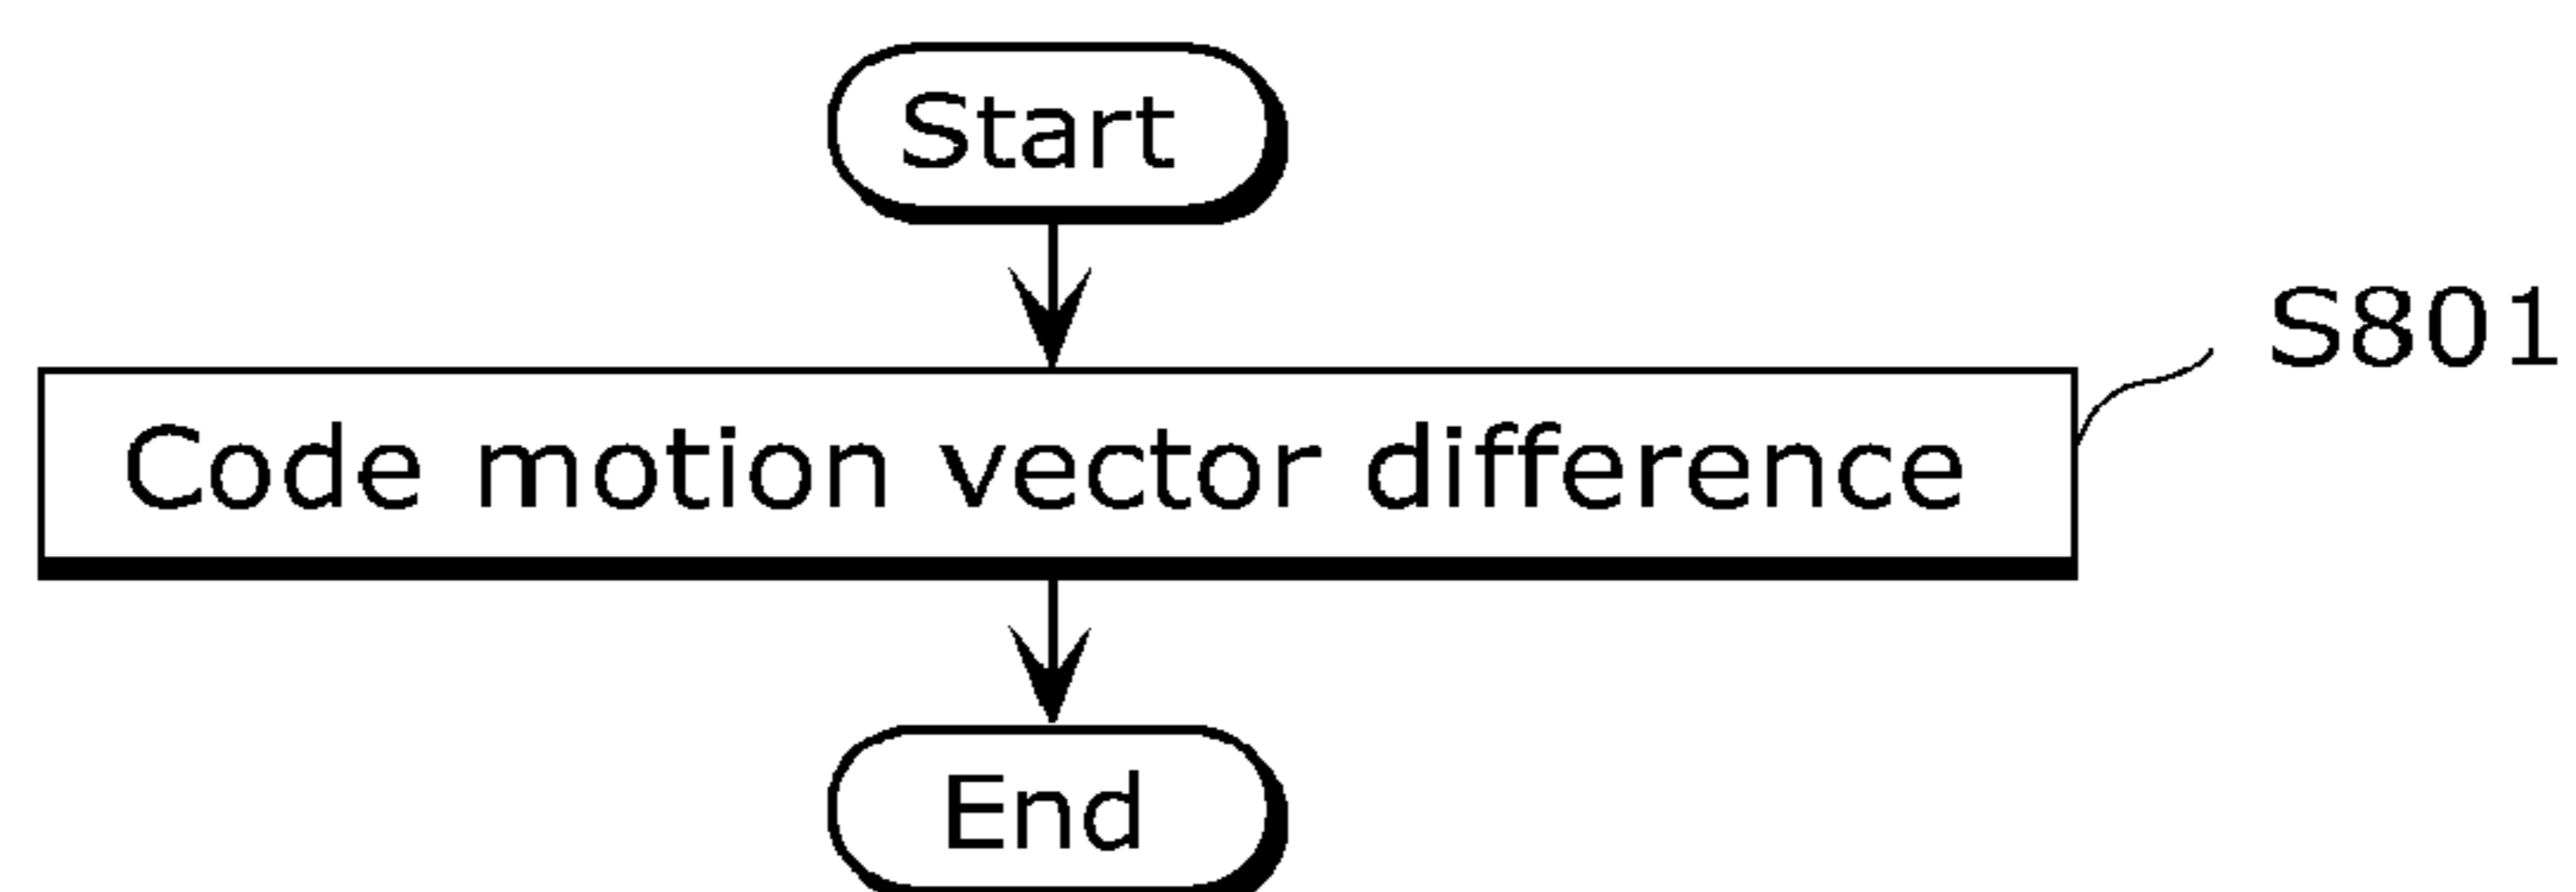 Start
S801
Code motion vector difference
End